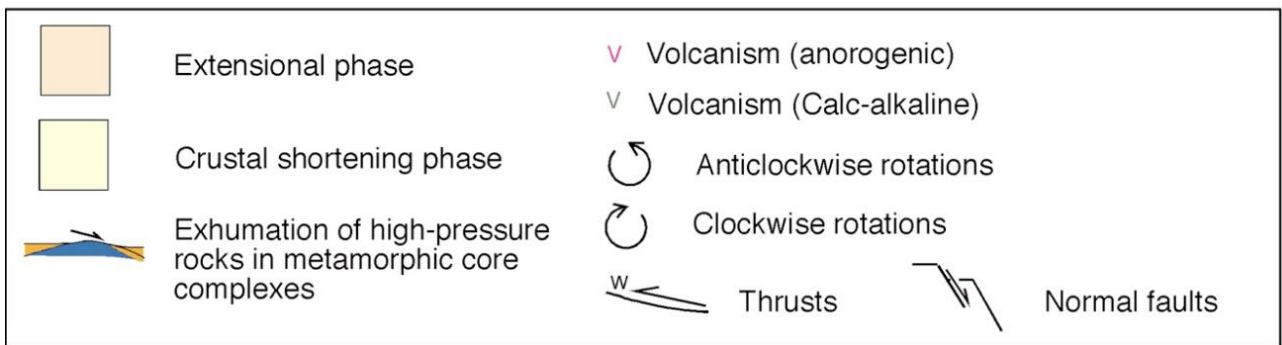 Extensional phase
Crustal shortening phase
Exhumation of high-pressure
rocks in metamorphic core
complexes
V Volcanism (anorogenic)
V Volcanism (Calc-alkaline)
Anticlockwise rotations
Clockwise rotations
W Thrusts
Normal faults